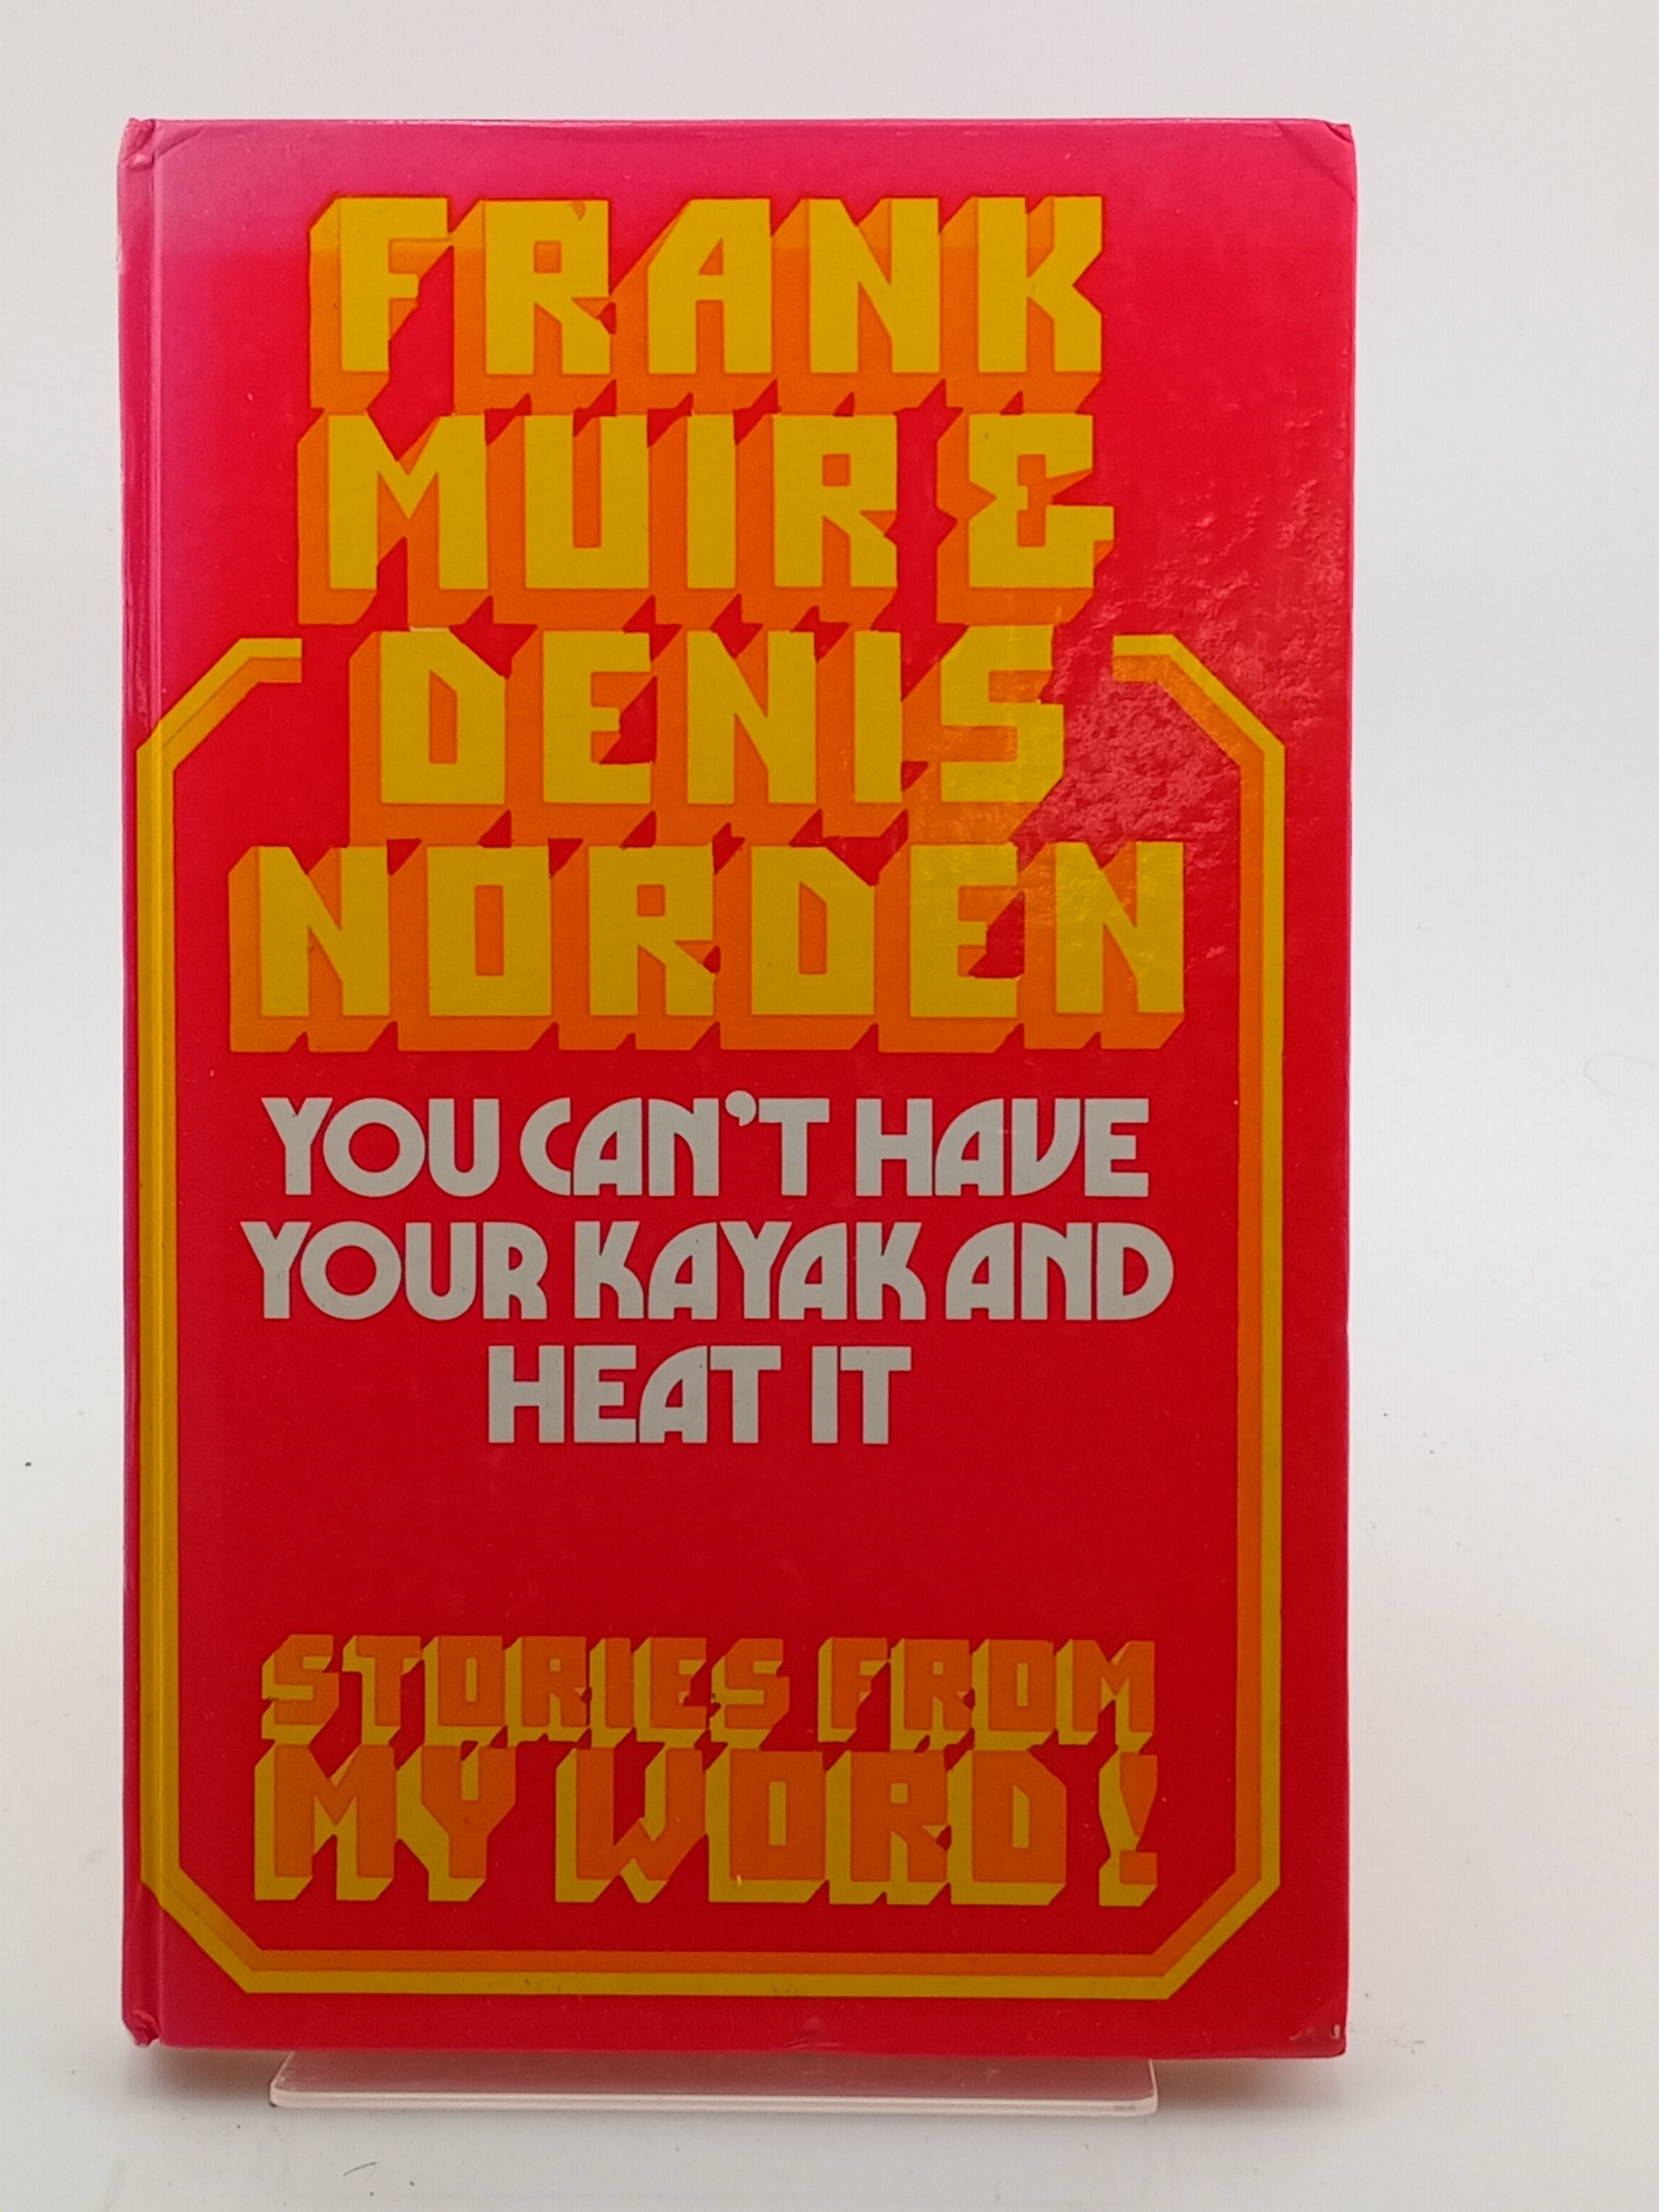 FRANK
MUIR &
DENIS
NORDEN
YOU CAN'T HAVE
YOUR KAYAK AND
HEAT IT
STORIES FROM
MY WORD!